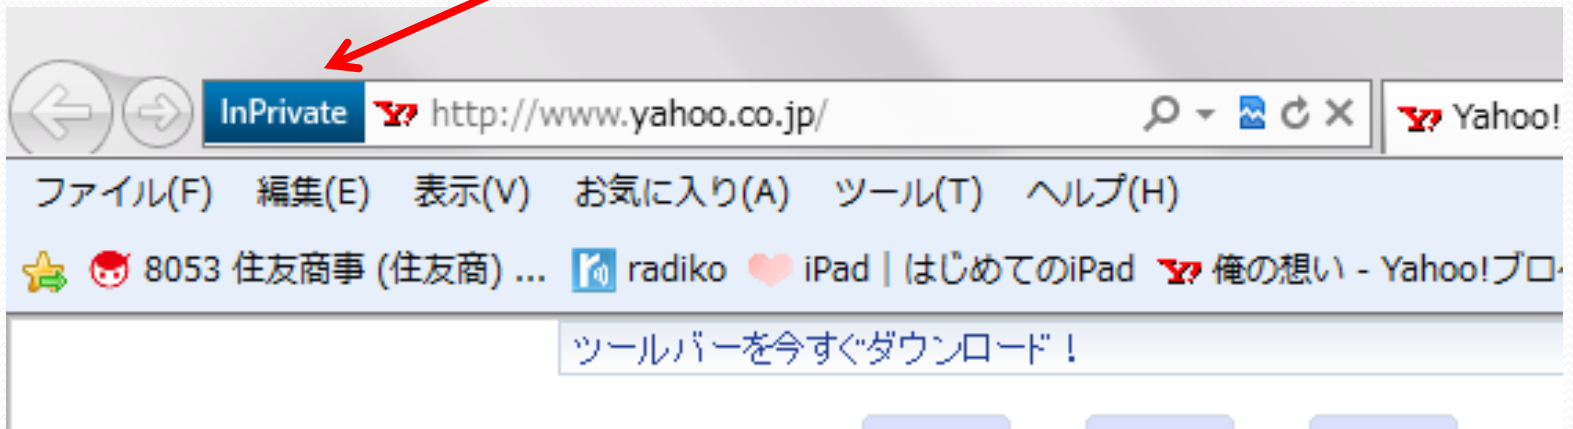 InPrivate http://www.yahoo.co.jp/ Yahoo!
ファイル(F) 編集(E) 表示(V) お気に入り(A) ツール(T) ヘルプ(H)
8053 住友商事 (住友商) ... radiko iPad | はじめてのiPad 俺の想い - Yahoo!ブロ
ツールバーを今すぐダウンロード！